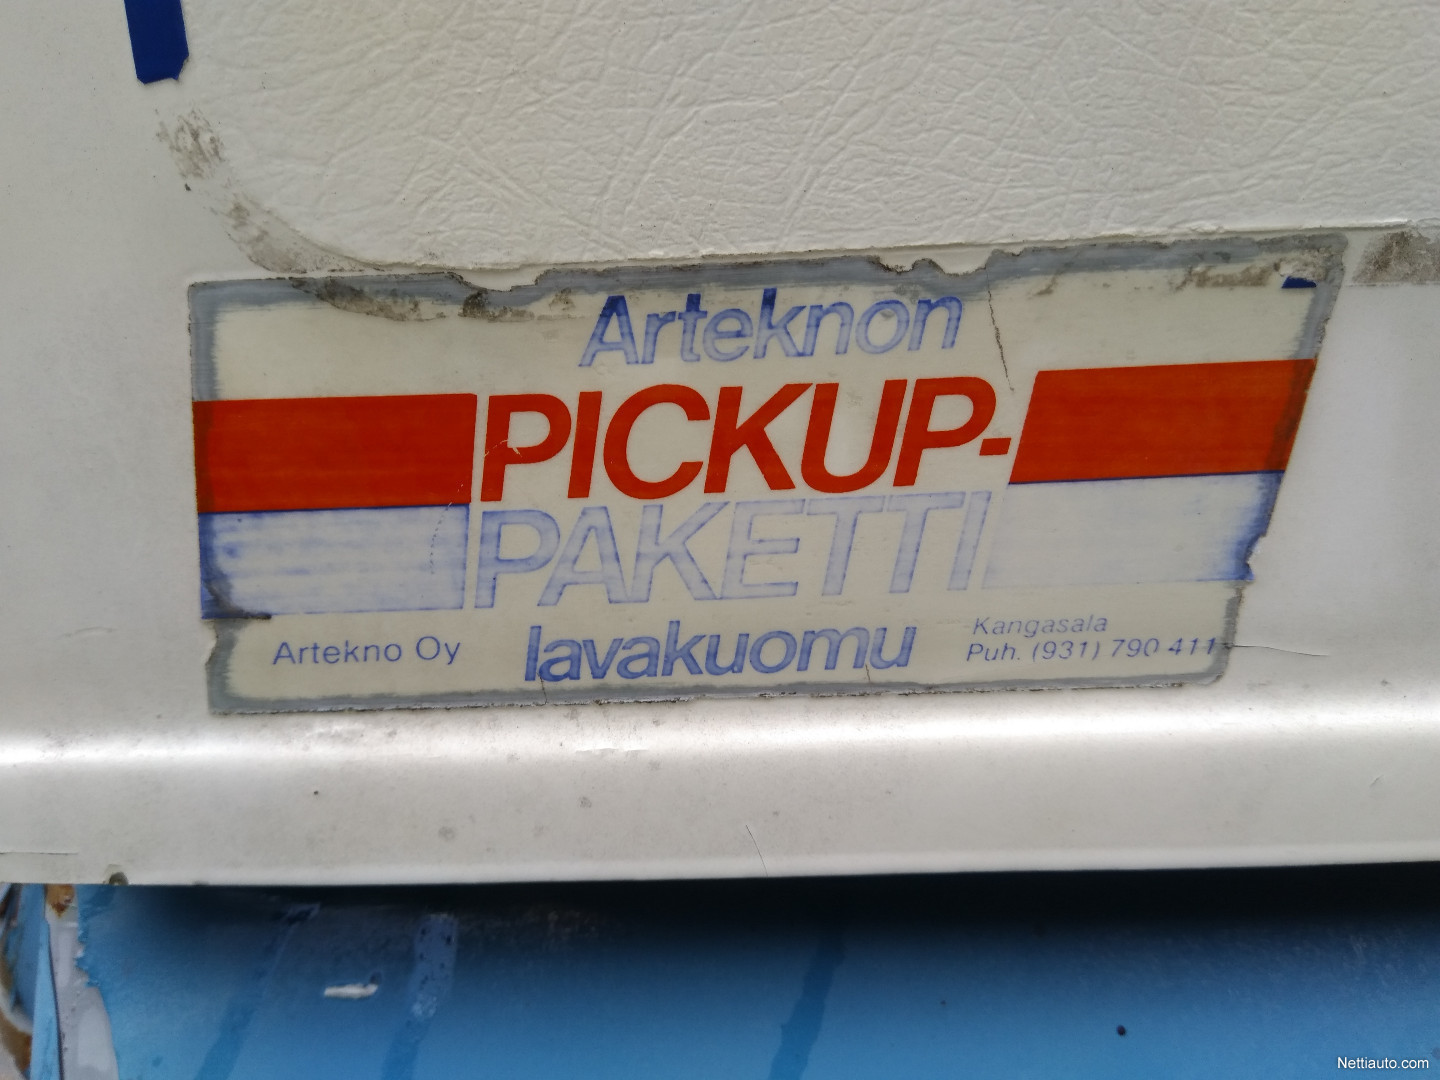 Arteknon
PICKUP-
PAKETTI
lavakuomu
Artekno Oy
Kangasala
Puh. (931) 790 411
Nettiauto.com